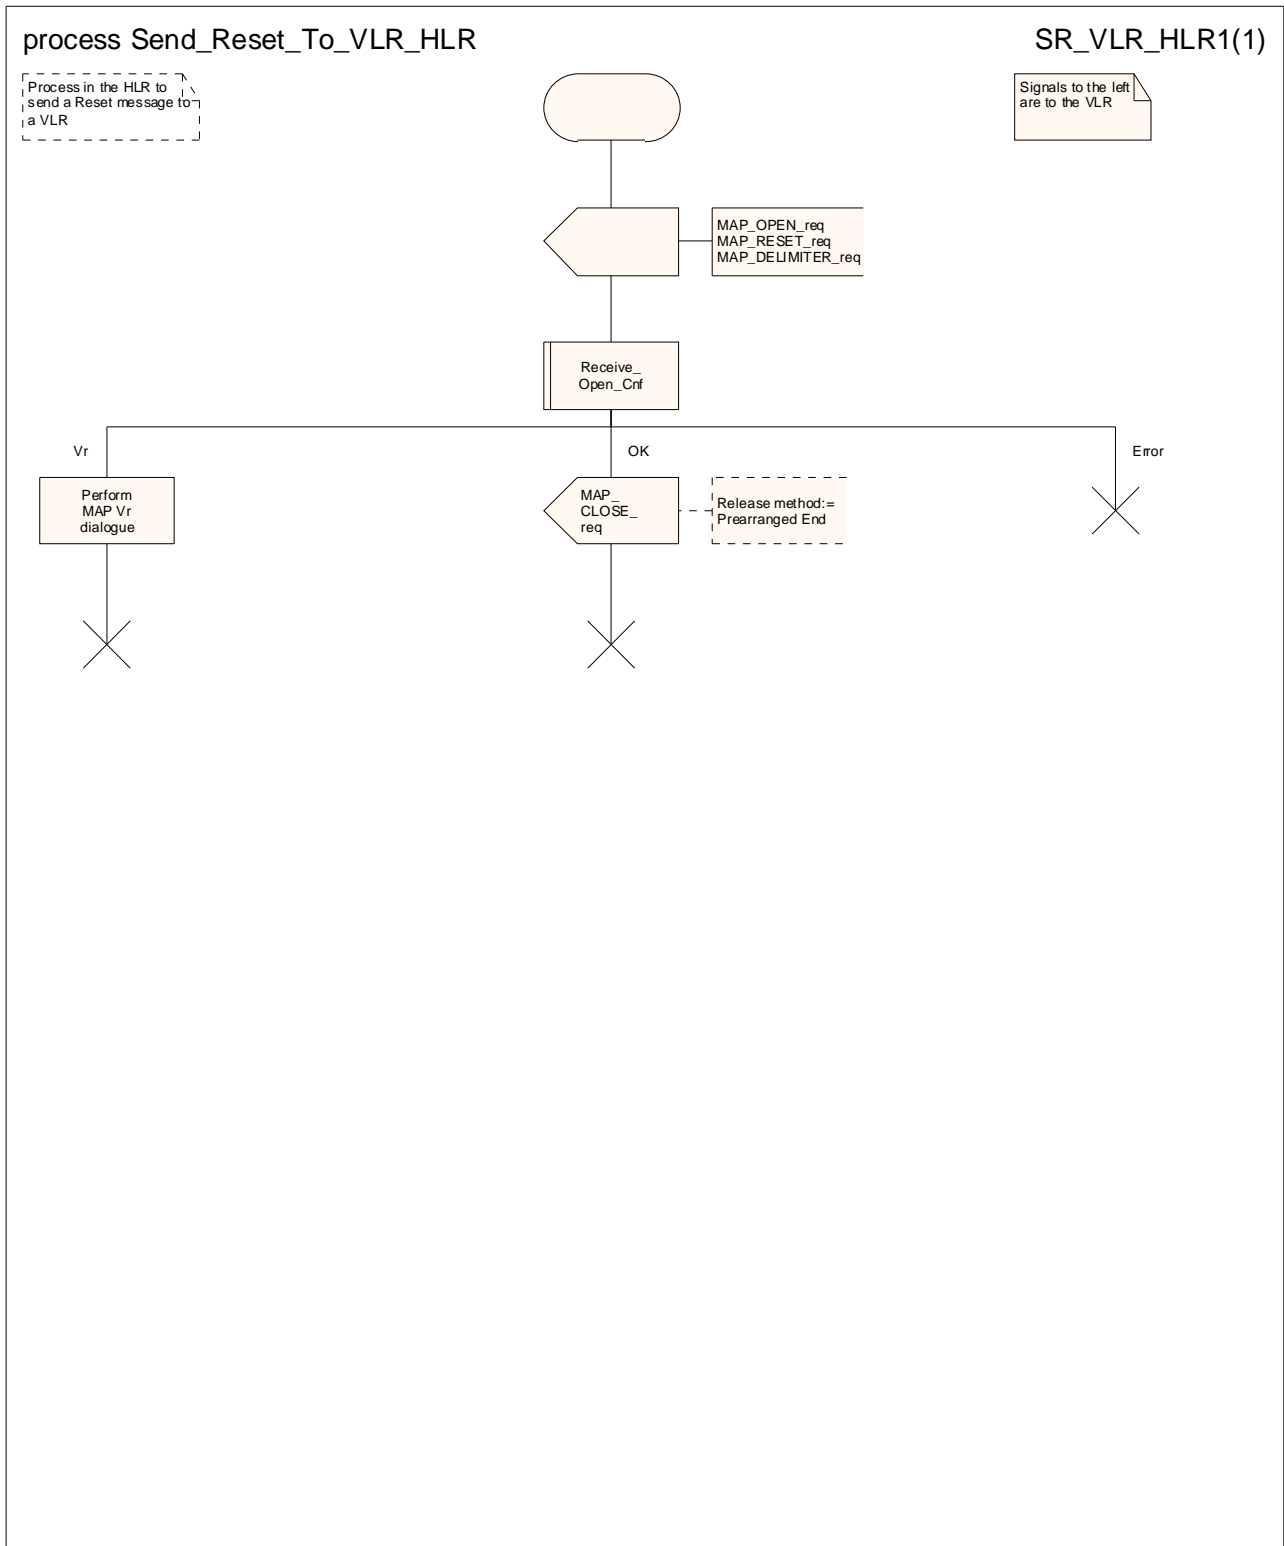 process Send_Reset_To_VLR_HLR
SR_VLR_HLR1(1)
Process in the HLR to
send a Reset message to
a VLR
Signals to the left
are to the VLR
MAP_OPEN_req
MAP_RESET_req
MAP_DELIMITER_req
Receive_
Open_Cnf
Vr
OK
Error
Perform
MAP Vr
dialogue
MAP_
CLOSE_
req
Release method:=
Prearranged End